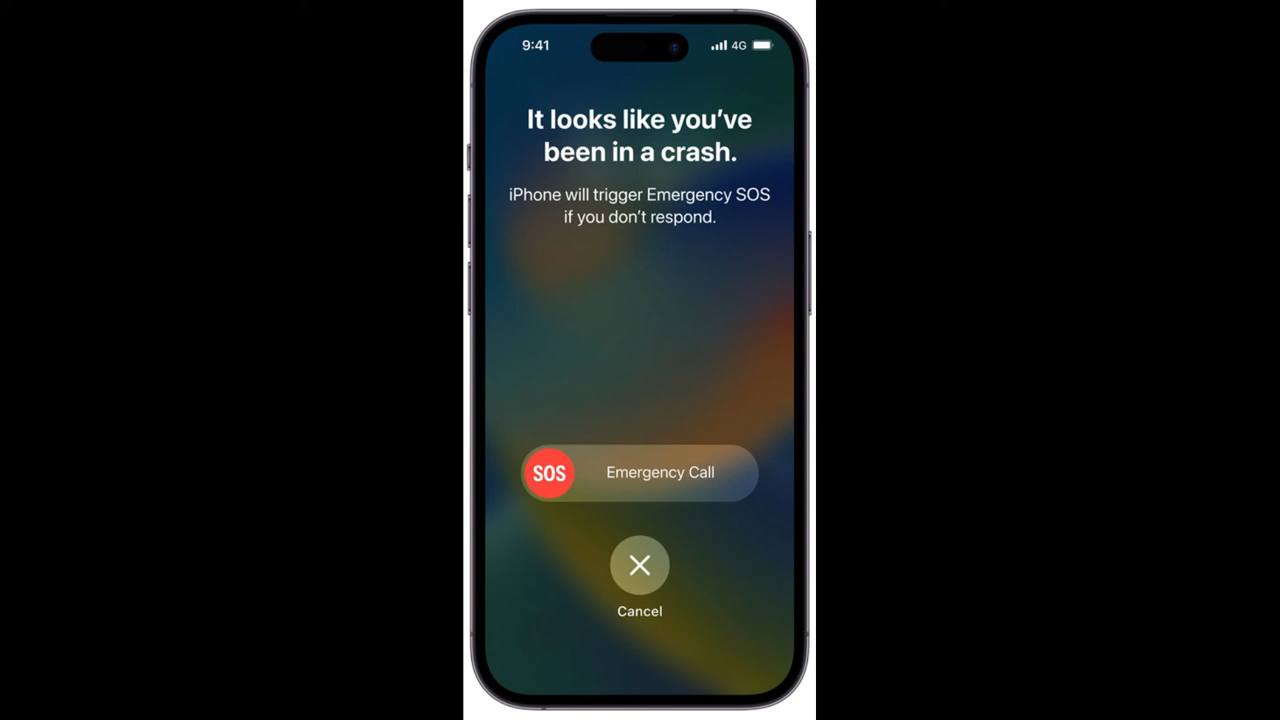 9:41 4G
It looks like you’ve
been in a crash.
iPhone will trigger Emergency SOS
if you don’t respond.
SOS Emergency Call
Cancel